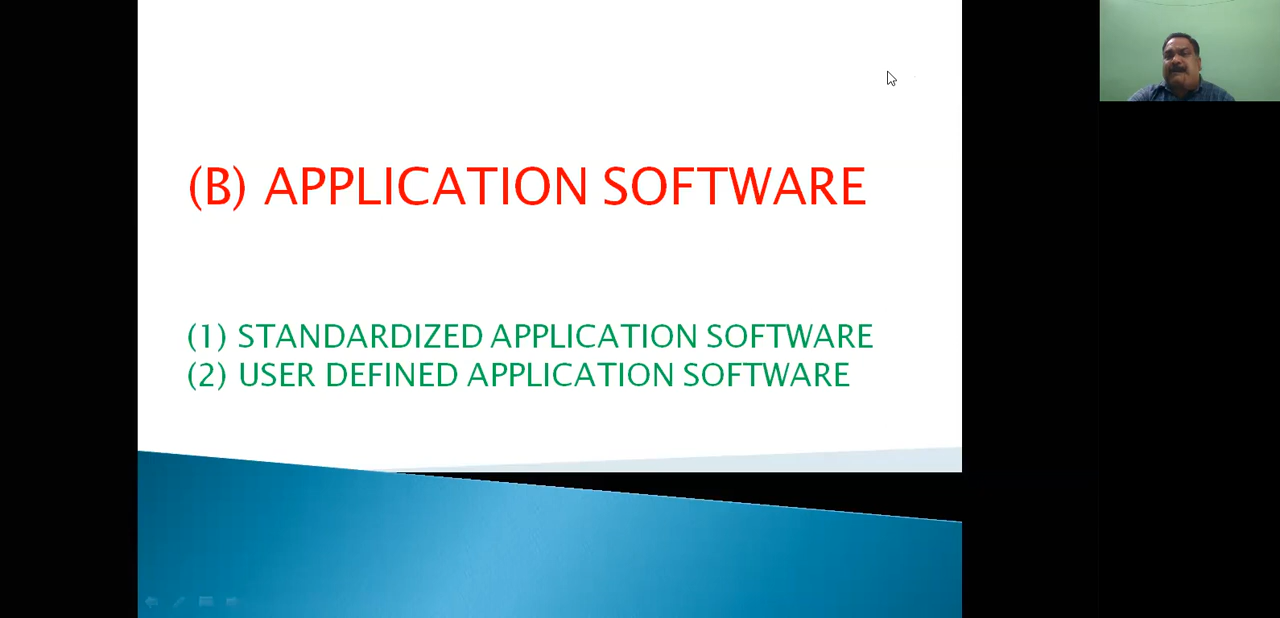 (B) APPLICATION SOFTWARE
(1) STANDARDIZED APPLICATION SOFTWARE
(2) USER DEFINED APPLICATION SOFTWARE